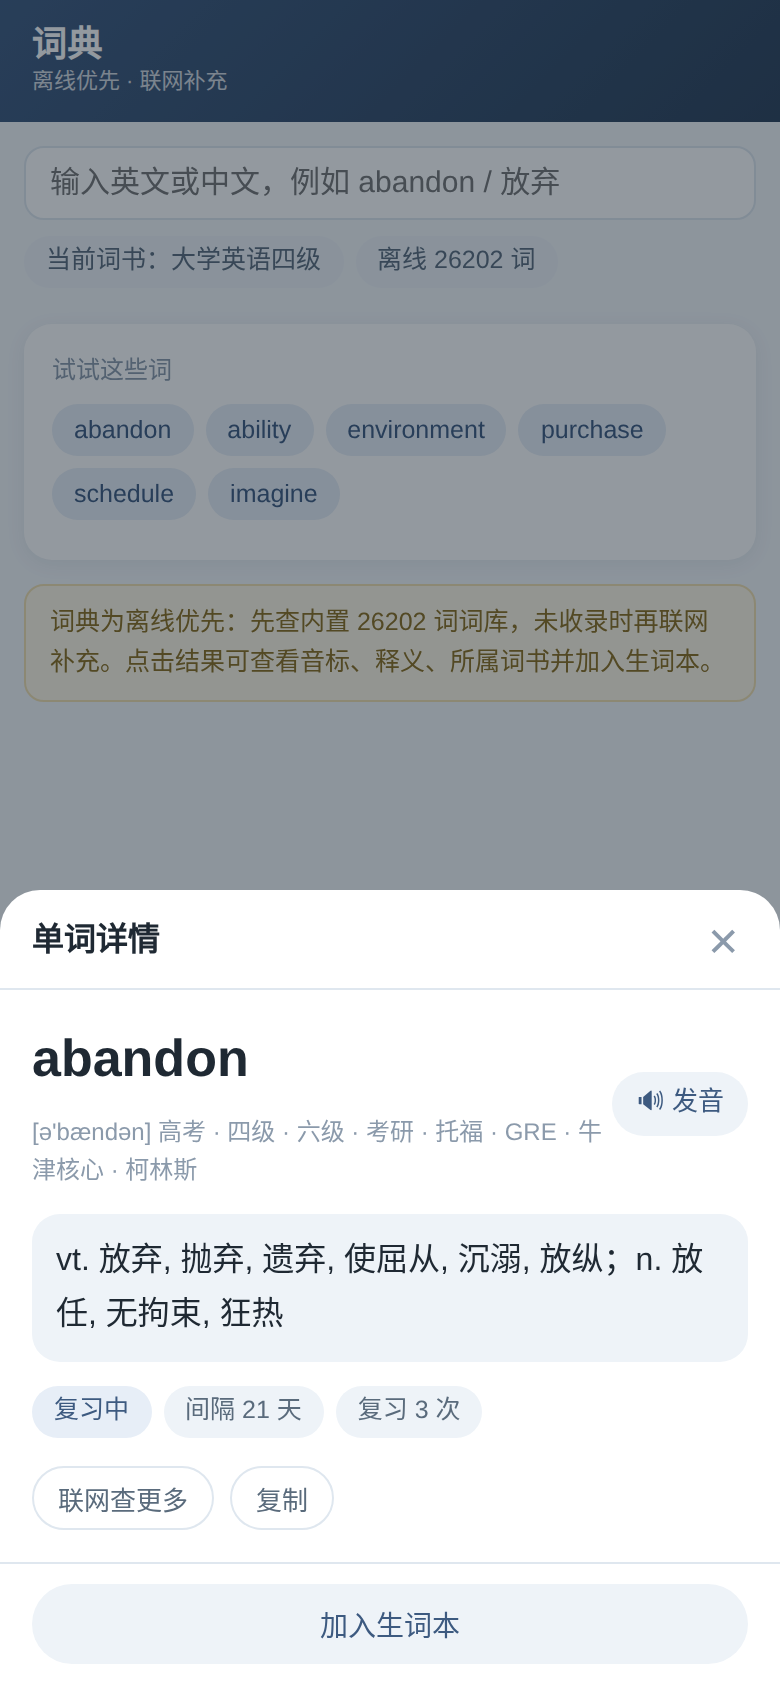 词典
离线优先 · 联网补充
输入英文或中文，例如 abandon / 放弃
当前词书：大学英语四级
离线 26202 词
试试这些词
abandon
ability
environment
purchase
schedule
imagine
词典为离线优先：先查内置 26202 词词库，未收录时再联网
补充。点击结果可查看音标、释义、所属词书并加入生词本。
单词详情
abandon
发音
[ə'bændən] 高考 · 四级 · 六级 · 考研 · 托福 · GRE · 牛
津核心 · 柯林斯
vt. 放弃, 抛弃, 遗弃, 使屈从, 沉溺, 放纵；n. 放
任, 无拘束, 狂热
复习中
间隔 21 天
复习 3 次
联网查更多
复制
加入生词本